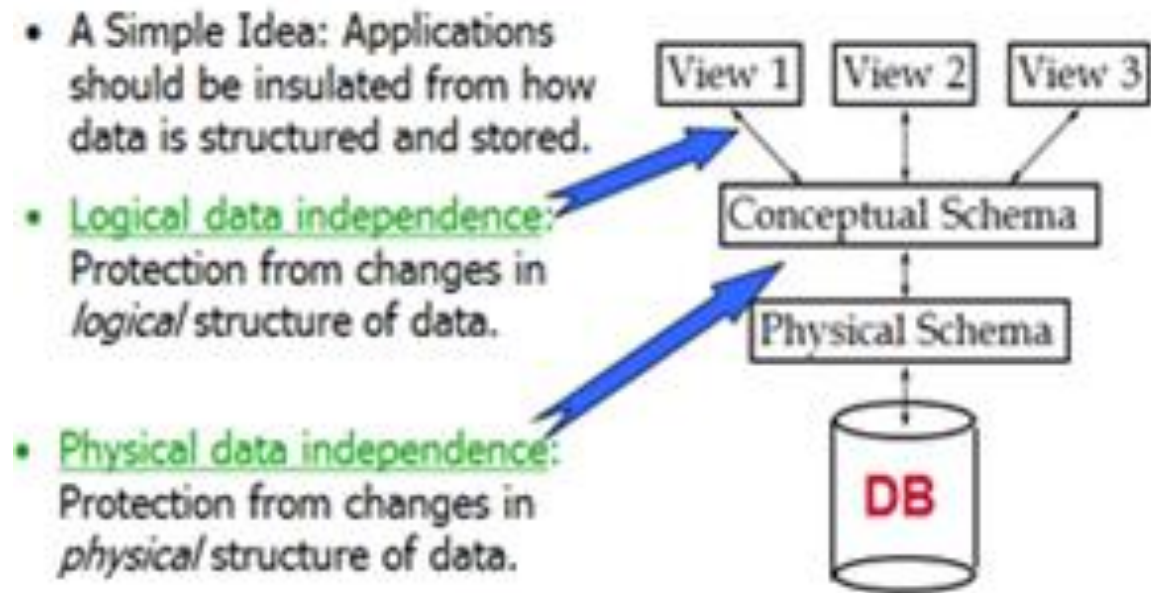 • A Simple Idea: Applications
should be insulated from how
data is structured and stored.
• Logical data independence:
Protection from changes in
logical structure of data.
• Physical data independence:
Protection from changes in
physical structure of data.
View 1
View 2
View 3
Conceptual Schema
Physical Schema
DB